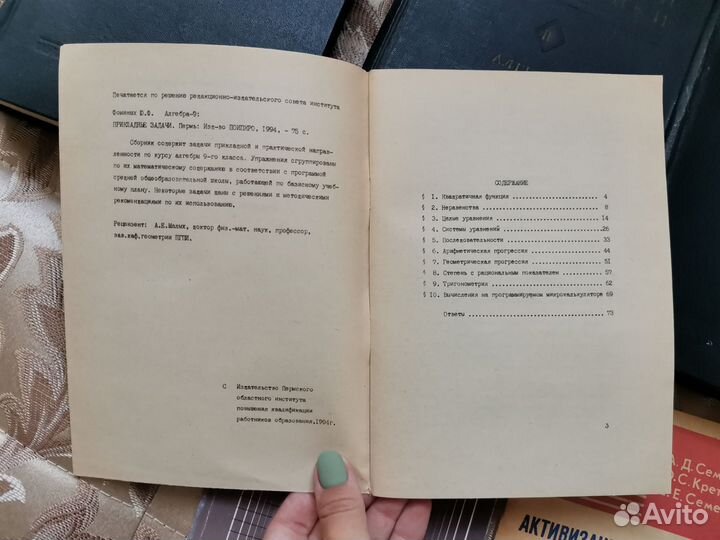 Печатается по решению редакционно-издательского совета института
Фоминых Ю.Ф. Алгебра-9:
ПРИКЛАДНЫЕ ЗАДАЧИ. Пермь: Изд-во ПОИПКРО, 1994, - 75 с.
Сборник содержит задачи прикладной и практической направ-
ленности по курсу алгебры 9-го класса. Упражнения сгруппированы
по их математическому содержанию в соответствии с программой
средней общеобразовательной школы, работающей по базисному учеб-
ному плану. Некоторые задачи даны с решениями и методическими
рекомендациями по их использованию.
Рецензент: А.Е.Малых, доктор физ.-мат. наук, профессор,
зав.каф.геометрии ПГПИ.
С Издательство Пермского
областного института
повышения квалификации
работников образования,1994г.
СОДЕРЖАНИЕ
§ 1. Квадратичная функция 4
§ 2. Неравенства 8
§ 3. Целые уравнения 14
§ 4. Системы уравнений 26
§ 5. Последовательности 33
§ 6. Арифметическая прогрессия 44
§ 7. Геометрическая прогрессия 51
§ 8. Степень с рациональным показателем 57
§ 9. Тригонометрия 62
§ 10. Вычисления на программируемом микрокалькуляторе 69
Ответы 73
3
А. Д. Сем
С. Крет
Е. Семе
АКТИВИЗАЦ
Avito